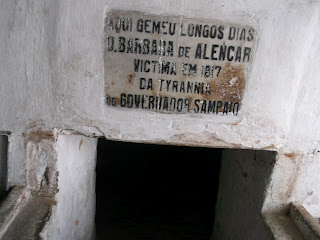 AQUI GEMEU LONGOS DIAS
D. BARBARA DE ALENCAR
VICTIMA EM 1817
DA TYRANNIA
DO GOVERNADOR SAMPAIO